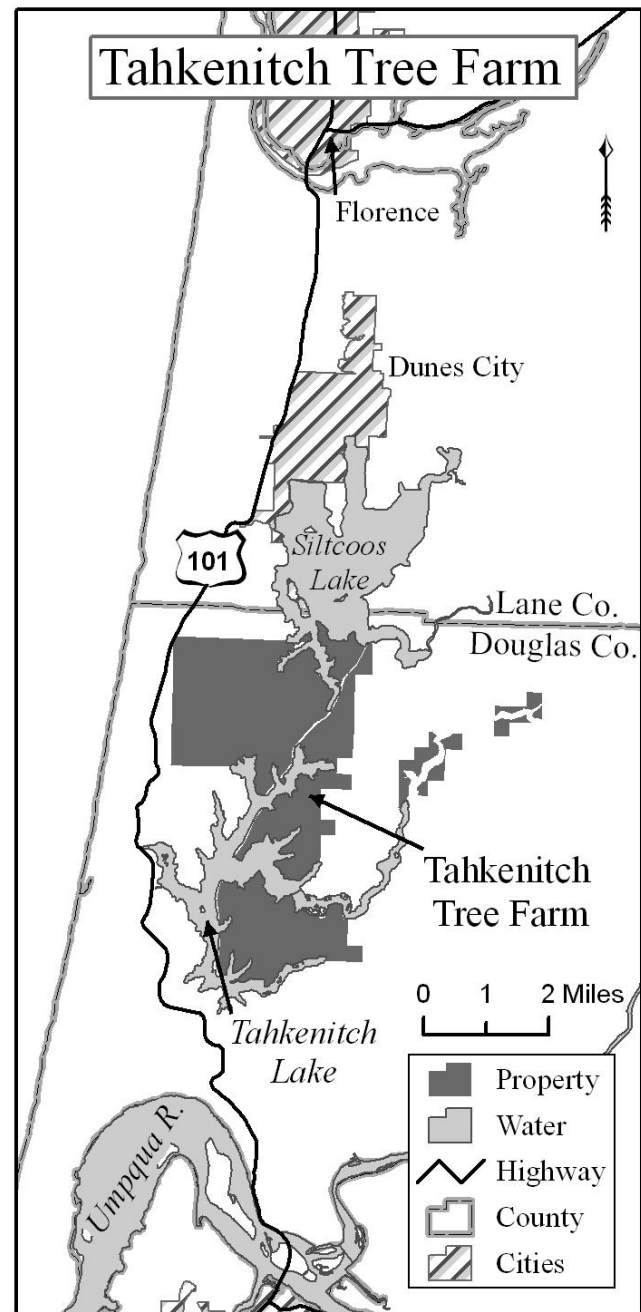 Tahkenitch Tree Farm
Florence
Dunes City
Siltcoos
Lake
101
Lane Co.
Douglas Co.
Tahkenitch
Tree Farm
0 1 2 Miles
Tahkenitch
Lake
Umpqua R.
Property
Water
Highway
County
Cities